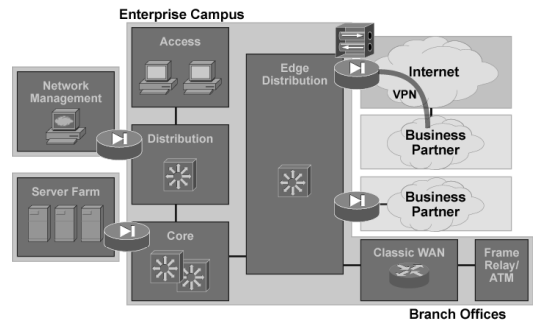 Enterprise Campus
Access
Network
Management
Distribution
Server Farm
Core
Edge
Distribution
Internet
VPN
Business
Partner
Business
Partner
Classic WAN
Frame
Relay/
ATM
Branch Offices